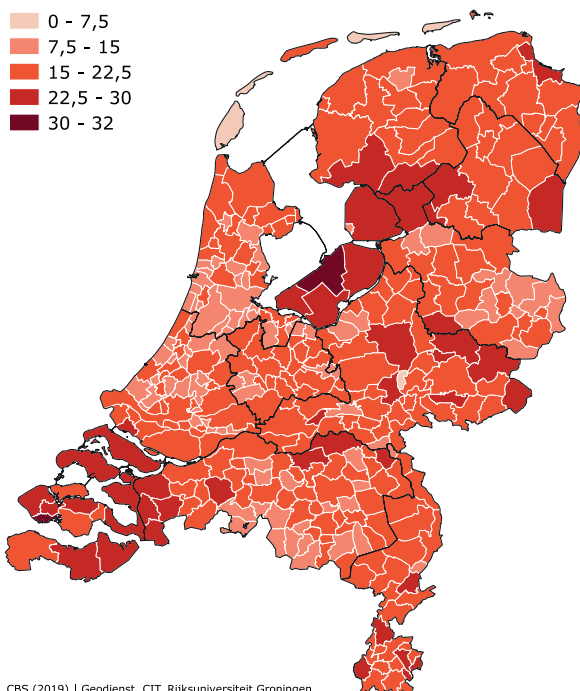 0 - 7,5
7,5 - 15
15 - 22,5
22,5 - 30
30 - 32
CBS (2019) | Geodienst, CIT, Rijksuniversiteit Groningen